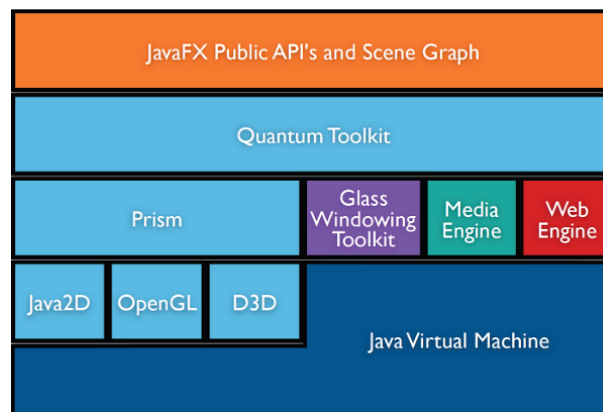 JavaFX Public API's and Scene Graph
Quantum Toolkit
Prism
Glass
Windowing
Toolkit
Media
Engine
Web
Engine
Java2D
OpenGL
D3D
Java Virtual Machine